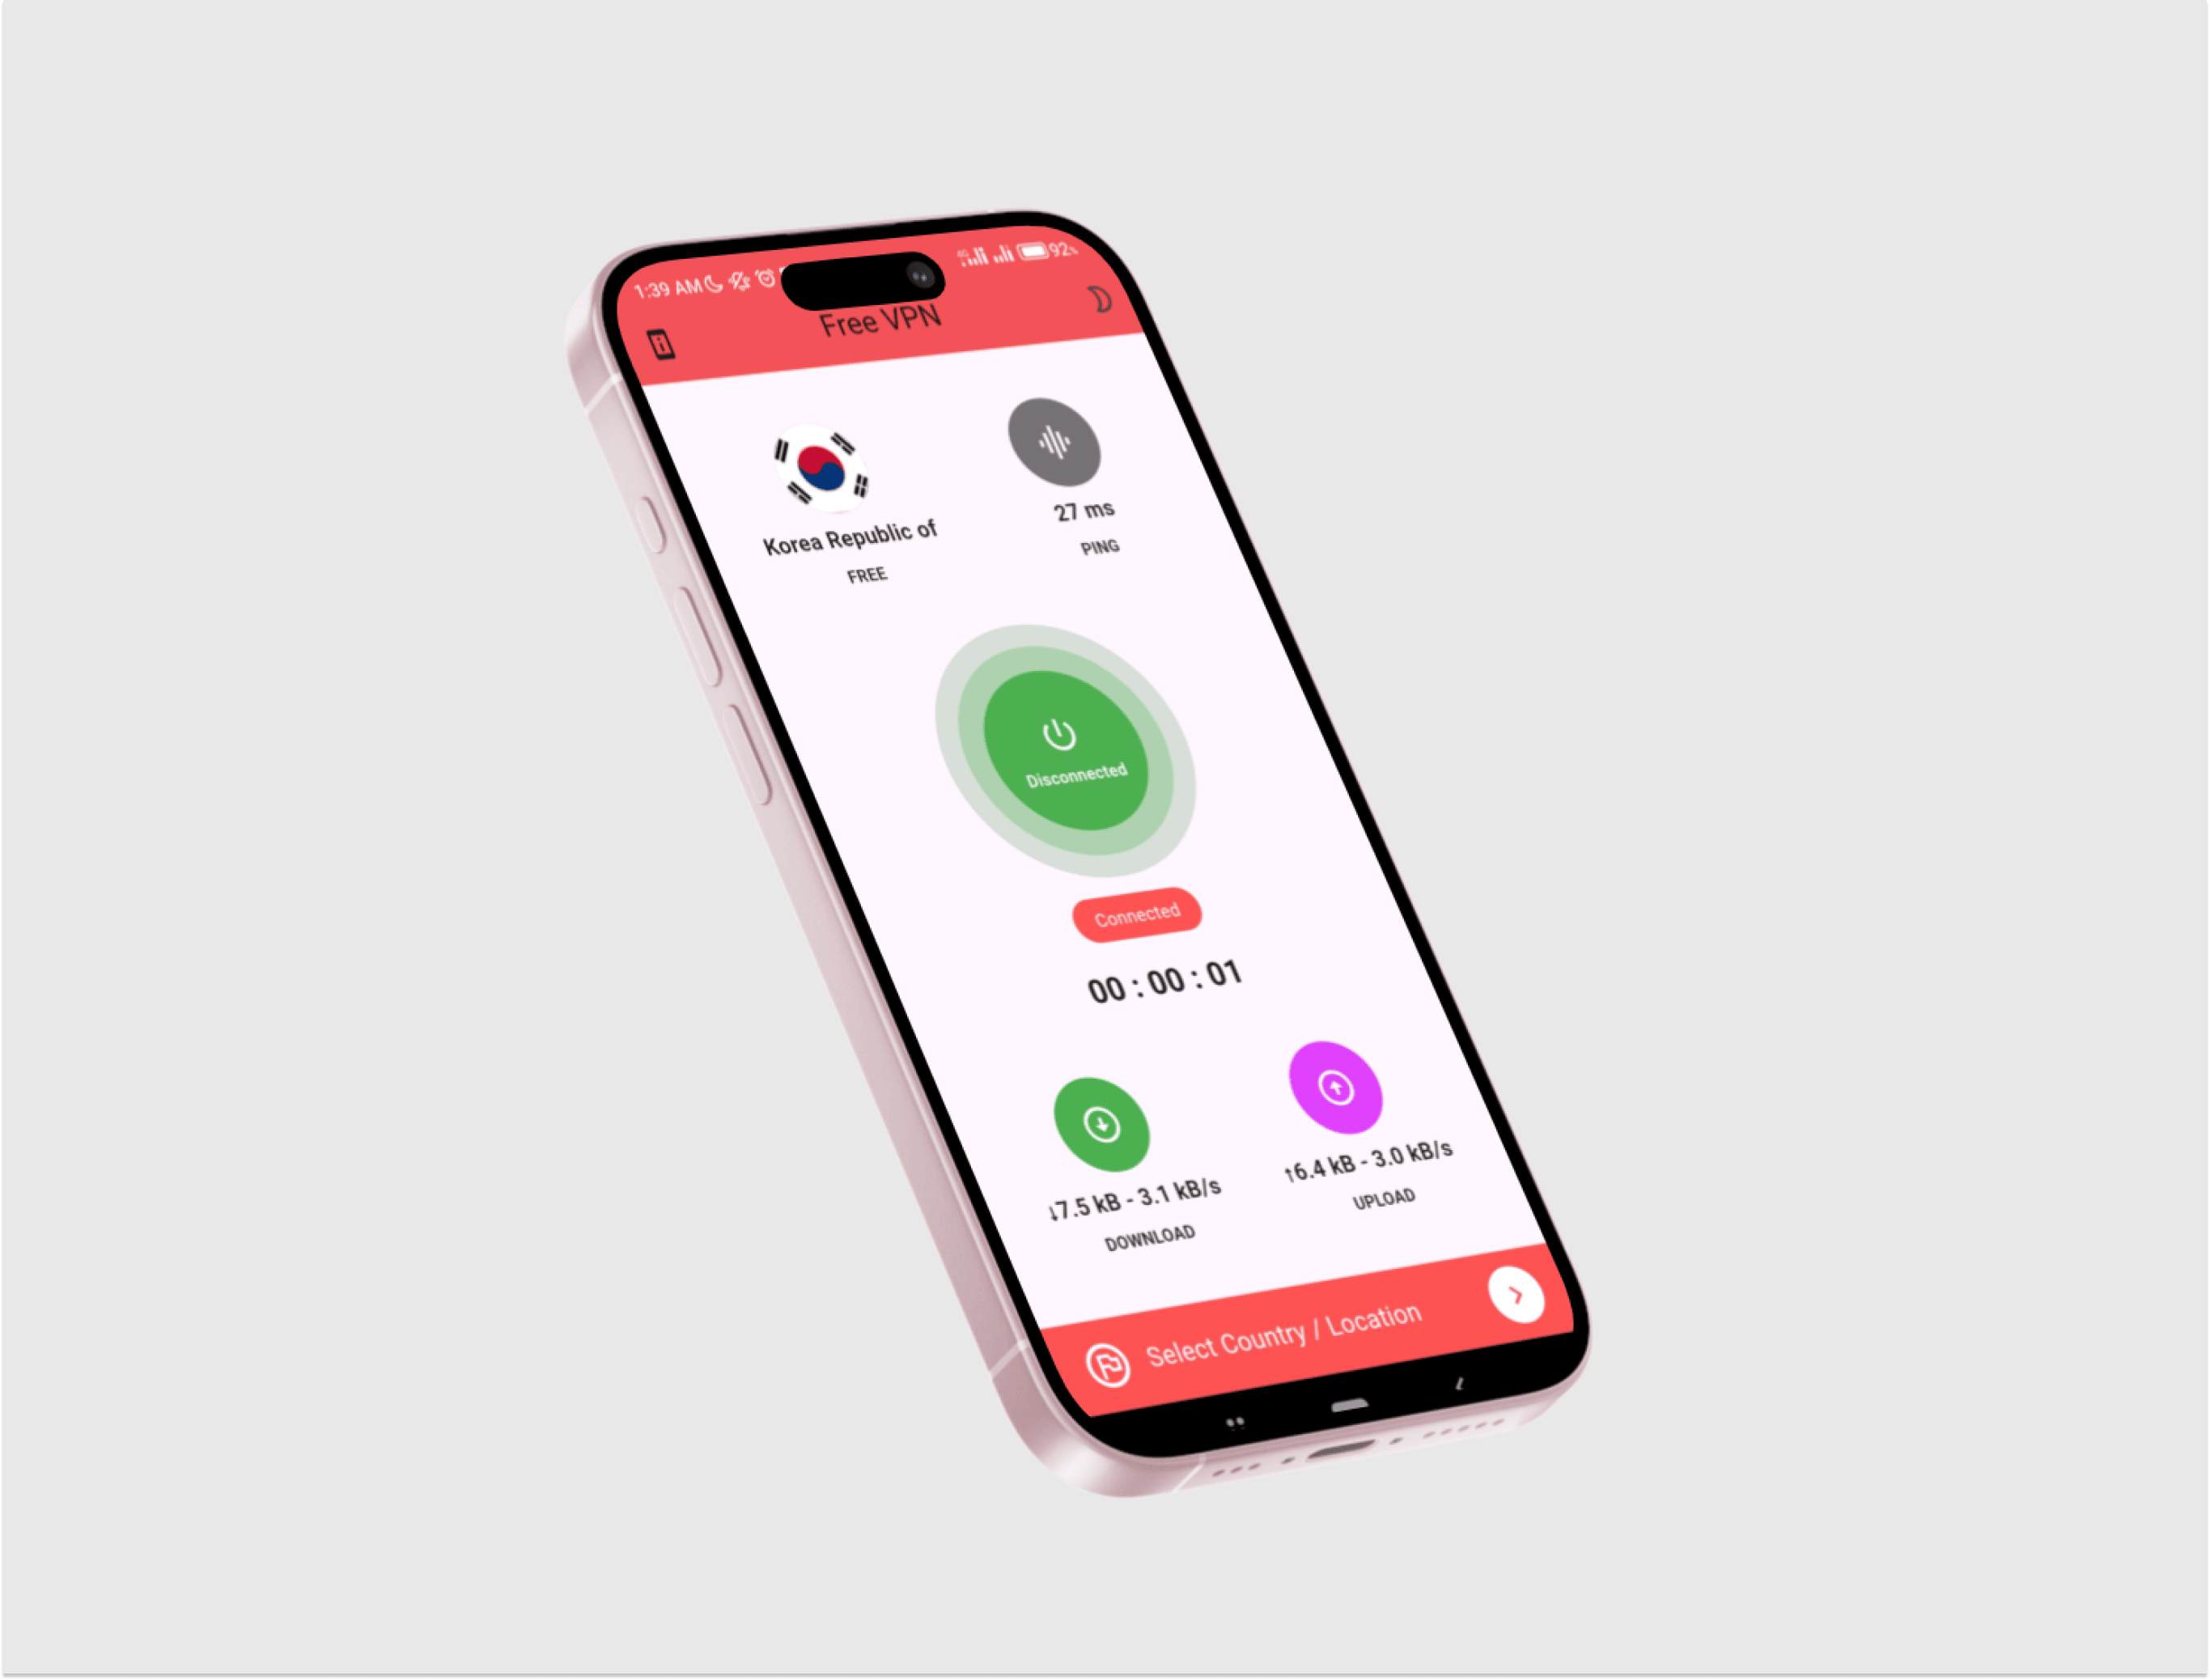 1:39 AM
92%
Free VPN
Korea Republic of
FREE
27 ms
PING
Disconnected
Connected
00 : 00 : 01
↓7.5 kB - 3.1 kB/s
DOWNLOAD
↑6.4 kB - 3.0 kB/s
UPLOAD
Select Country / Location